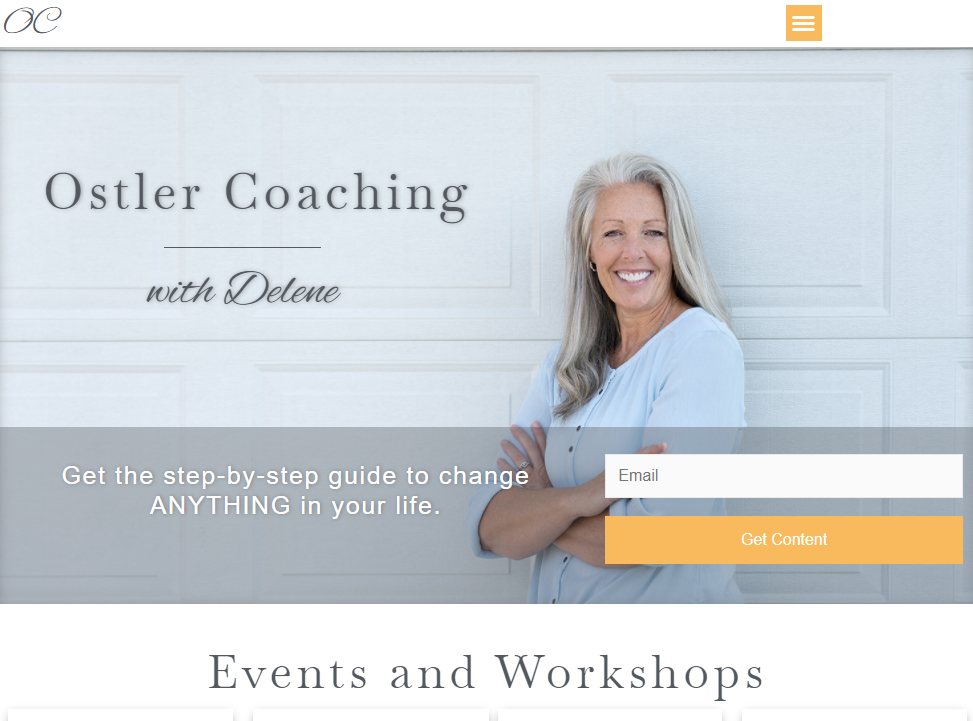 OC
Ostler Coaching
with Delene
Get the step-by-step guide to change
ANYTHING in your life.
Email
Get Content
Events and Workshops